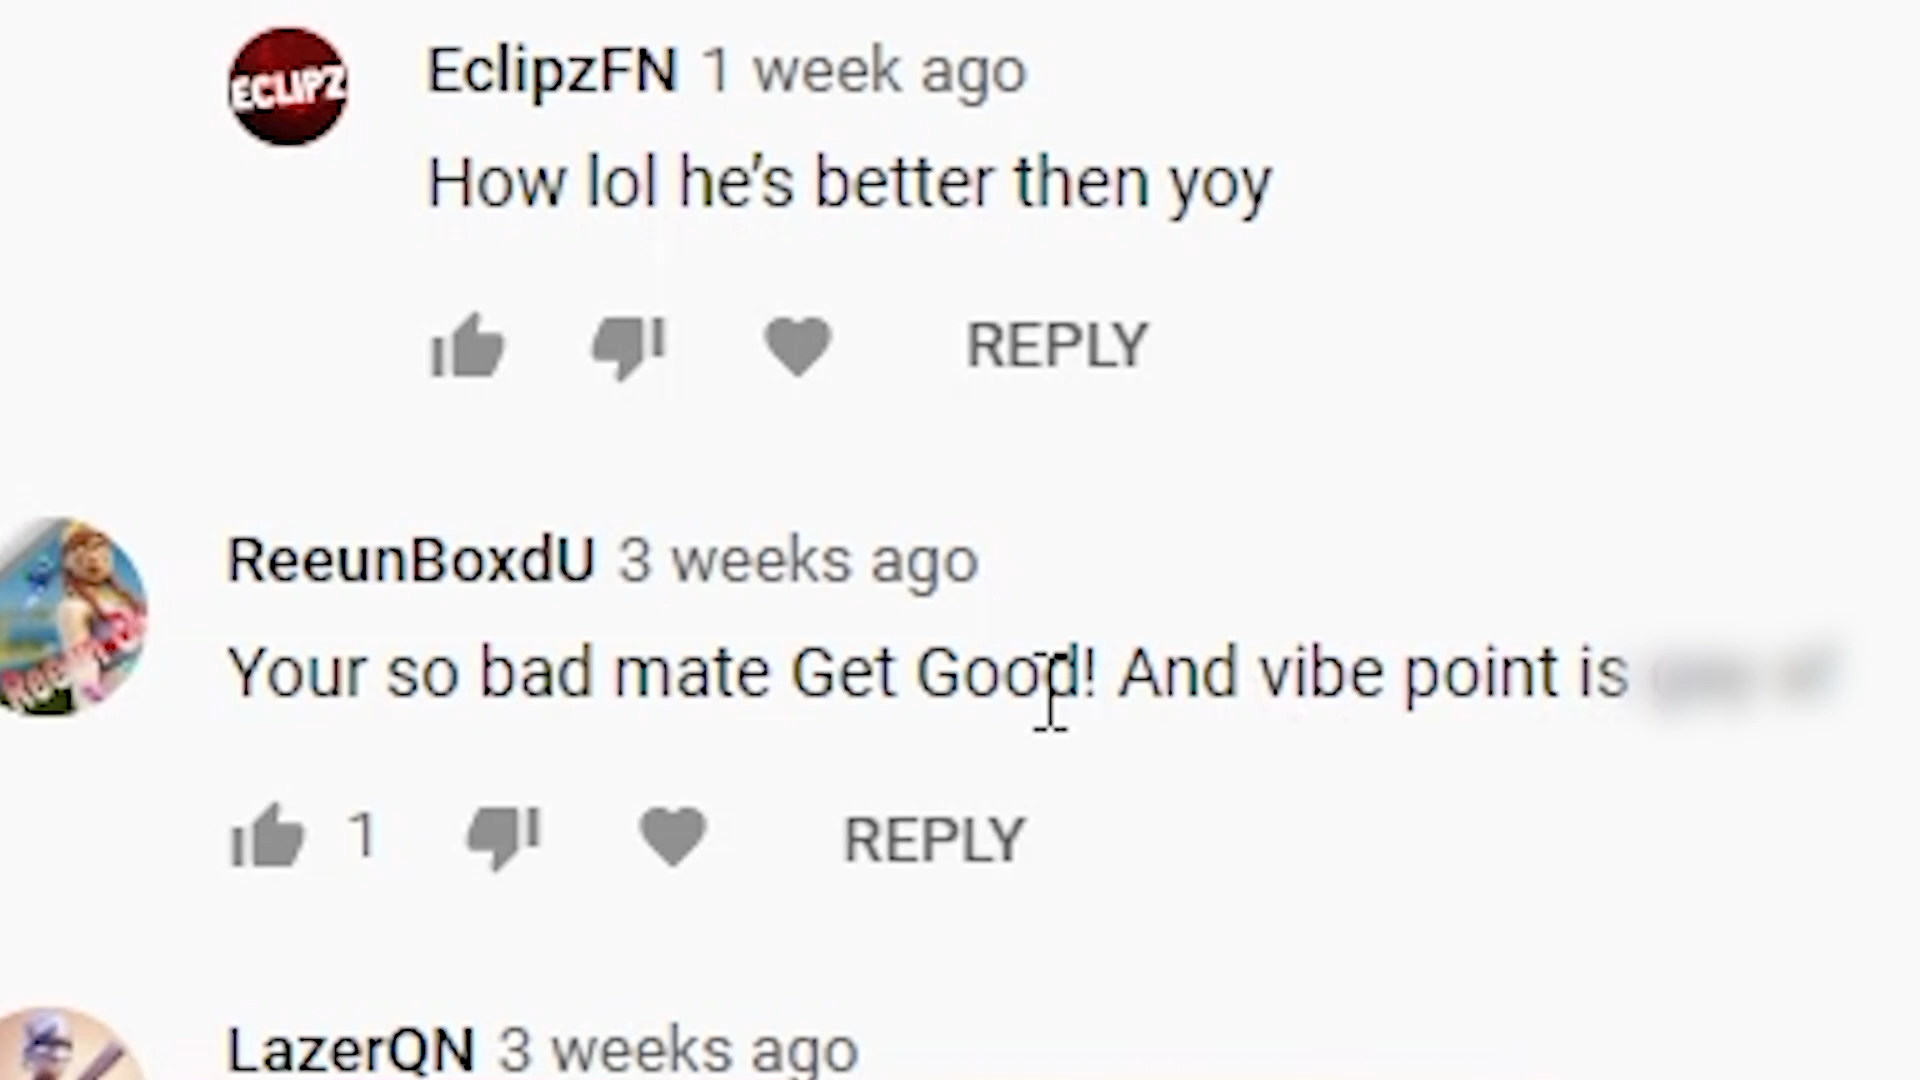 ECLIPZ
EclipzFN 1 week ago
How lol he's better then yoy
REPLY
ReeunBoxdU 3 weeks ago
Your so bad mate Get Good! And vibe point is
1
REPLY
LazerQN 3 weeks ago